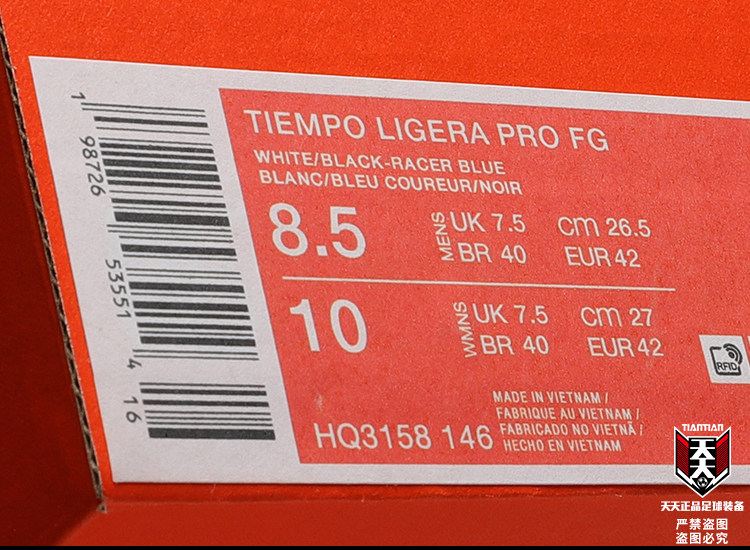 TIEMPO LIGERA PRO FG
WHITE/BLACK-RACER BLUE
BLANC/BLEU COUREUR/NOIR
8.5
MENS
UK 7.5 cm 26.5
BR 40 EUR 42
10
WMNS
UK 7.5 cm 27
BR 40 EUR 42
RFID
MADE IN VIETNAM /
FABRIQUE AU VIETNAM /
FABRICADO NO VIETNÃ /
HECHO EN VIETNAM
HQ3158 146
1 98726 53551 4 16
TIANTIAN
天天
天天正品足球装备
严禁盗图
盗图必究